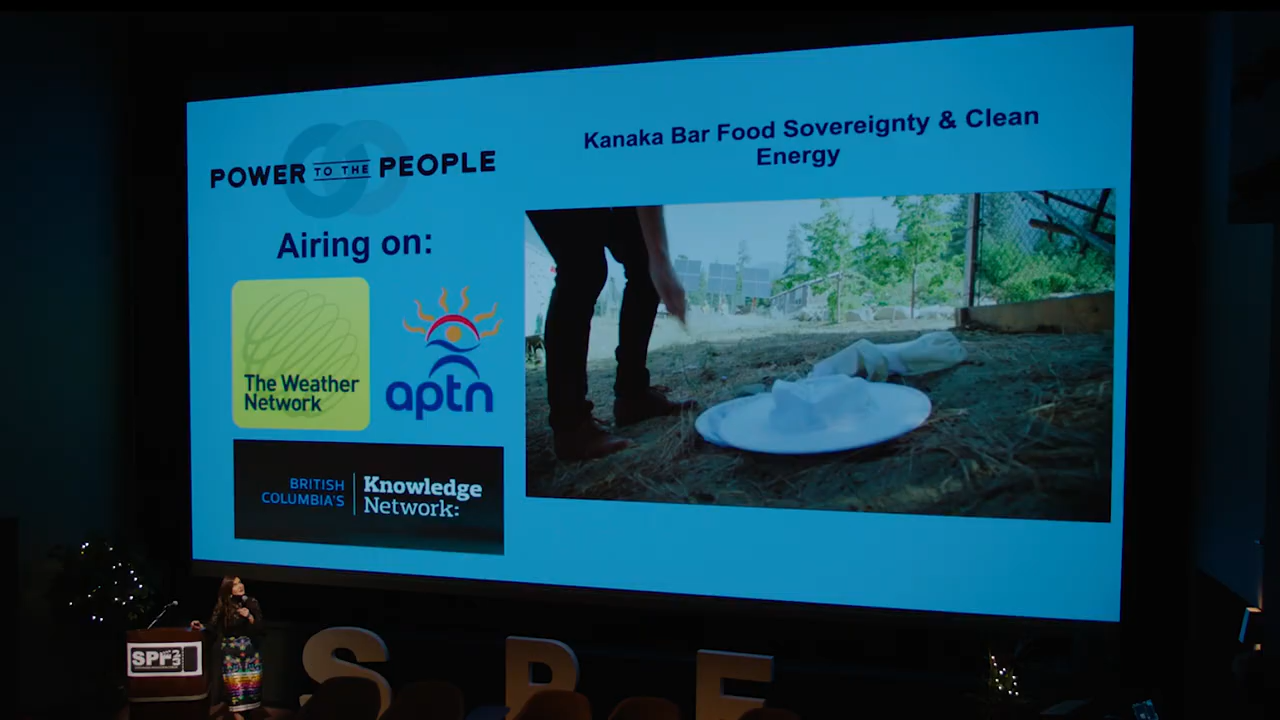 POWER TO THE PEOPLE
Airing on:
The Weather
Network
aptn
BRITISH
COLUMBIA'S
Knowledge
Network:
Kanaka Bar Food Sovereignty & Clean
Energy
SPF
S P F